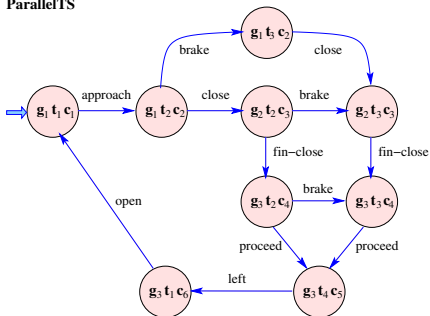 ParallelTS
g₁ t₃ c₂
brake
close
approach
close
brake
g₁ t₁ c₁
g₁ t₂ c₂
g₂ t₂ c₃
g₂ t₃ c₃
fin-close
fin-close
brake
g₃ t₂ c₄
g₃ t₃ c₄
open
proceed
proceed
left
g₃ t₁ c₆
g₃ t₄ c₅